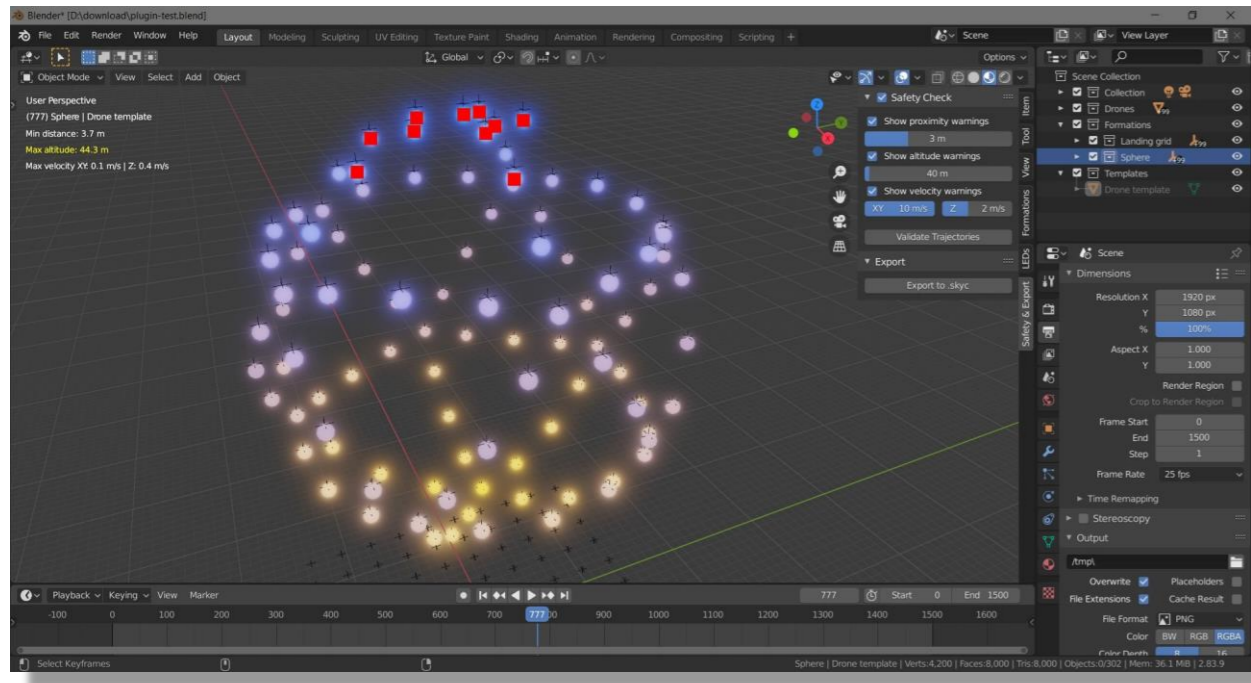 Blender* [D:\download\plugin-test.blend]
File Edit Render Window Help Layout Modeling Sculpting UV Editing Texture Paint Shading Animation Rendering Compositing Scripting + Scene View Layer
Global Options
Object Mode View Select Add Object
User Perspective
(777) Sphere | Drone template
Min distance: 3.7 m
Max altitude: 44.3 m
Max velocity XY: 0.1 m/s | Z: 0.4 m/s
Safety Check
Show proximity warnings
3 m
Show altitude warnings
40 m
Show velocity warnings
XY 10 m/s Z 2 m/s
Validate Trajectories
Export
Export to .skyc
Item
Tool
View
Formations
LEDs
Safety & Export
Scene Collection
Collection
Drones 99
Formations
Landing grid 99
Sphere 99
Templates
Drone template
Scene
Dimensions
Resolution X 1920 px
Y 1080 px
% 100%
Aspect X 1.000
Y 1.000
Render Region
Crop to Render Region
Frame Start 0
End 1500
Step 1
Frame Rate 25 fps
Time Remapping
Stereoscopy
Output
/tmp\
Overwrite Placeholders
File Extensions Cache Result
File Format PNG
Color BW RGB RGBA
Color Depth 8 16
Playback Keying View Marker 777 Start 0 End 1500
-100 0 100 200 300 400 500 600 700 777 900 1000 1100 1200 1300 1400 1500 1600
Select Keyframes
Sphere | Drone template | Verts:4,200 | Faces:8,000 | Tris:8,000 | Objects:0/302 | Mem: 36.1 MiB | 2.83.9